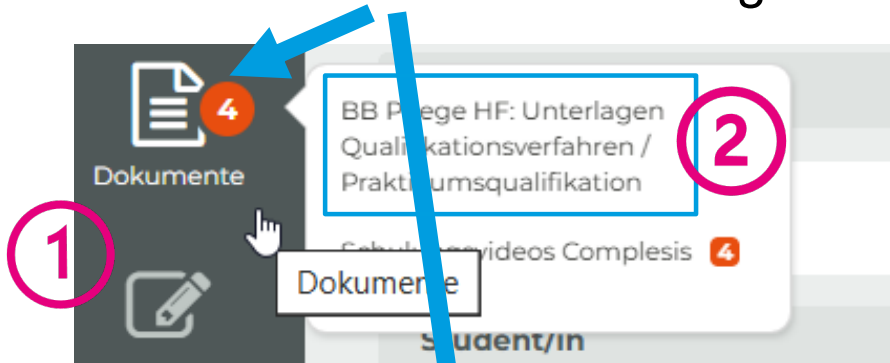 4
Dokumente
1
BB Pflege HF: Unterlagen
Qualifikationsverfahren /
Praktikumsqualifikation
2
Schulungsvideos Complesis 4
Dokumente
Student/in